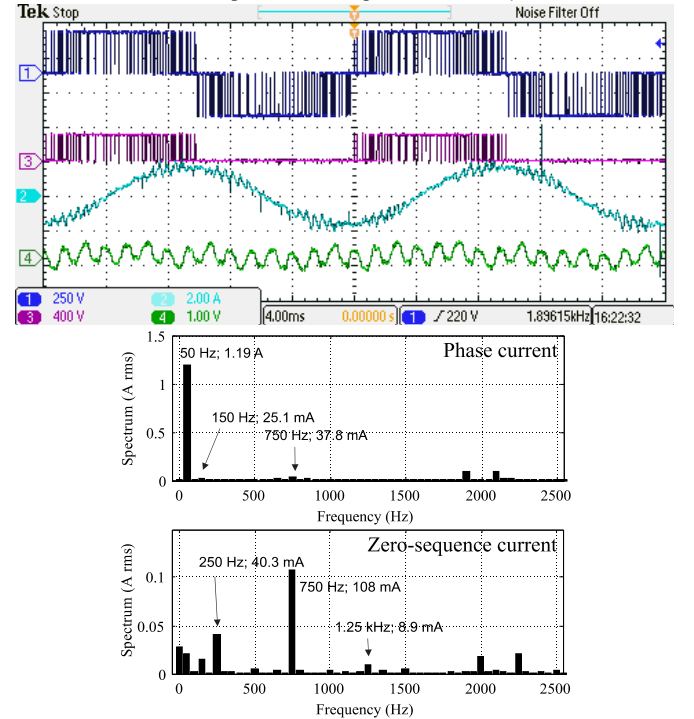 Tek Stop Noise Filter Off
T
T
1
3
2
4
1 250 V 2 2.00 A
3 400 V 4 1.00 V
4.00ms 0.00000 s 1 220 V 1.89615kHz 16:22:32
Phase current
50 Hz; 1.19 A
150 Hz; 25.1 mA
750 Hz; 37.8 mA
Spectrum (A rms)
1.5
1
0.5
0
0 500 1000 1500 2000 2500
Frequency (Hz)
Zero-sequence current
250 Hz; 40.3 mA
750 Hz; 108 mA
1.25 kHz; 8.9 mA
Spectrum (A rms)
0.1
0.05
0
0 500 1000 1500 2000 2500
Frequency (Hz)